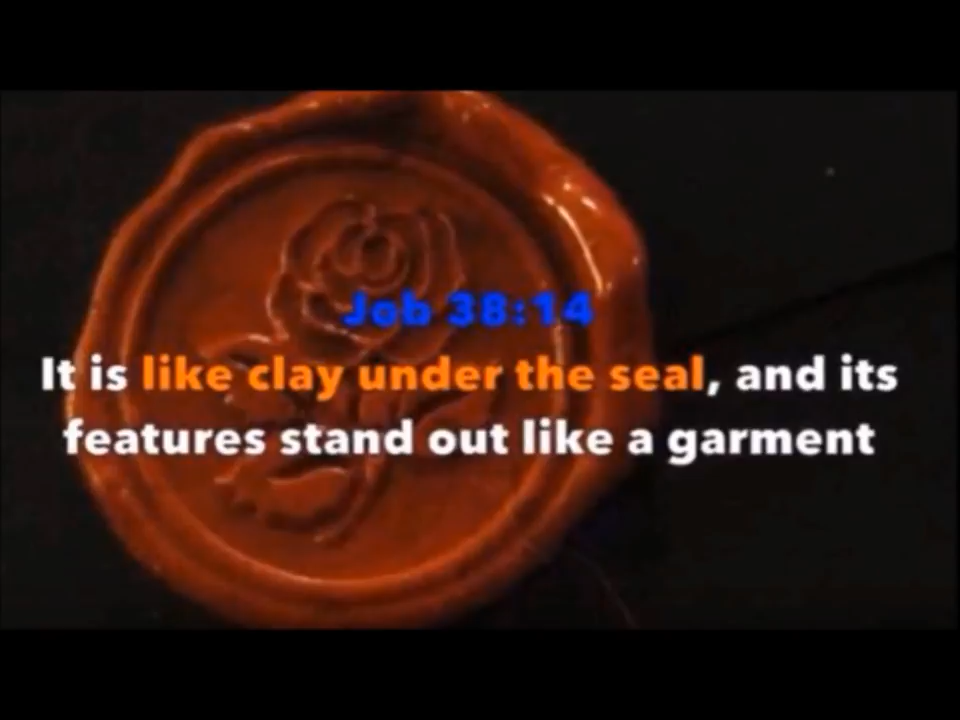 Job 38:14
It is like clay under the seal, and its
features stand out like a garment